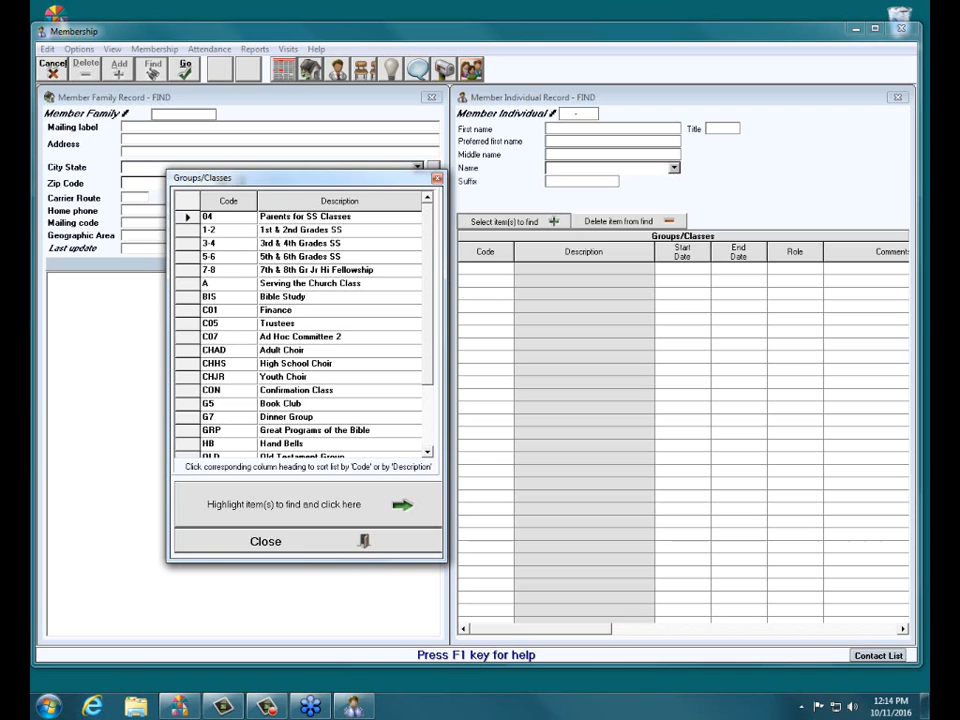 Membership
Edit Options View Membership Attendance Reports Visits Help
Cancel Delete Add Find Go
Member Family Record - FIND
Member Family #
Mailing label
Address
City State
Zip Code
Carrier Route
Home phone
Mailing code
Geographic Area
Last update
Groups/Classes
Code Description
04 Parents for SS Classes
1-2 1st & 2nd Grades SS
3-4 3rd & 4th Grades SS
5-6 5th & 6th Grades SS
7-8 7th & 8th Gr Jr Hi Fellowship
A Serving the Church Class
BIS Bible Study
C01 Finance
C05 Trustees
C07 Ad Hoc Committee 2
CHAD Adult Choir
CHHS High School Choir
CHJR Youth Choir
CON Confirmation Class
G5 Book Club
G7 Dinner Group
GRP Great Programs of the Bible
HB Hand Bells
OLD Old Testament Group
Click corresponding column heading to sort list by 'Code' or by 'Description'
Highlight item(s) to find and click here
Close
Member Individual Record - FIND
Member Individual # -
First name Title
Preferred first name
Middle name
Name
Suffix
Select item(s) to find Delete item from find
Groups/Classes
Code Description Start Date End Date Role Comments
Press F1 key for help
Contact List
12:14 PM
10/11/2016